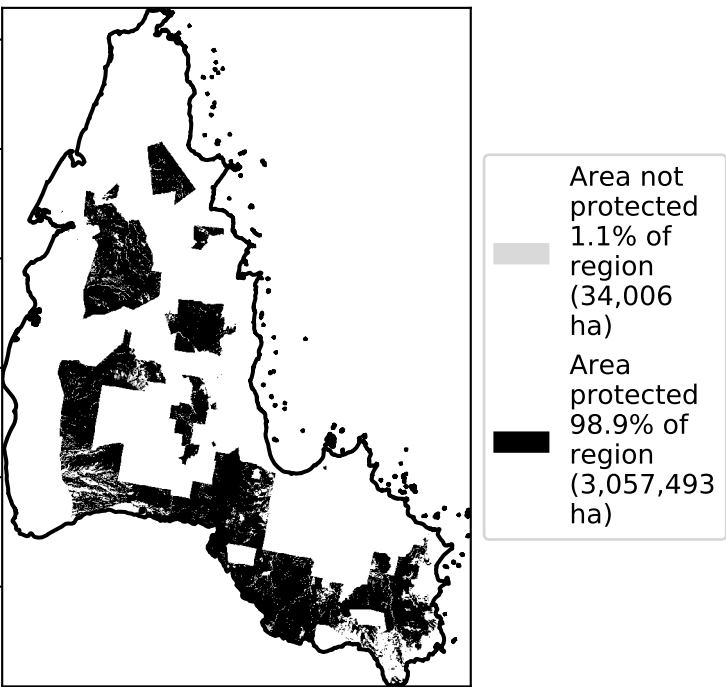 Area not
protected
1.1% of
region
(34,006
ha)
Area
protected
98.9% of
region
(3,057,493
ha)